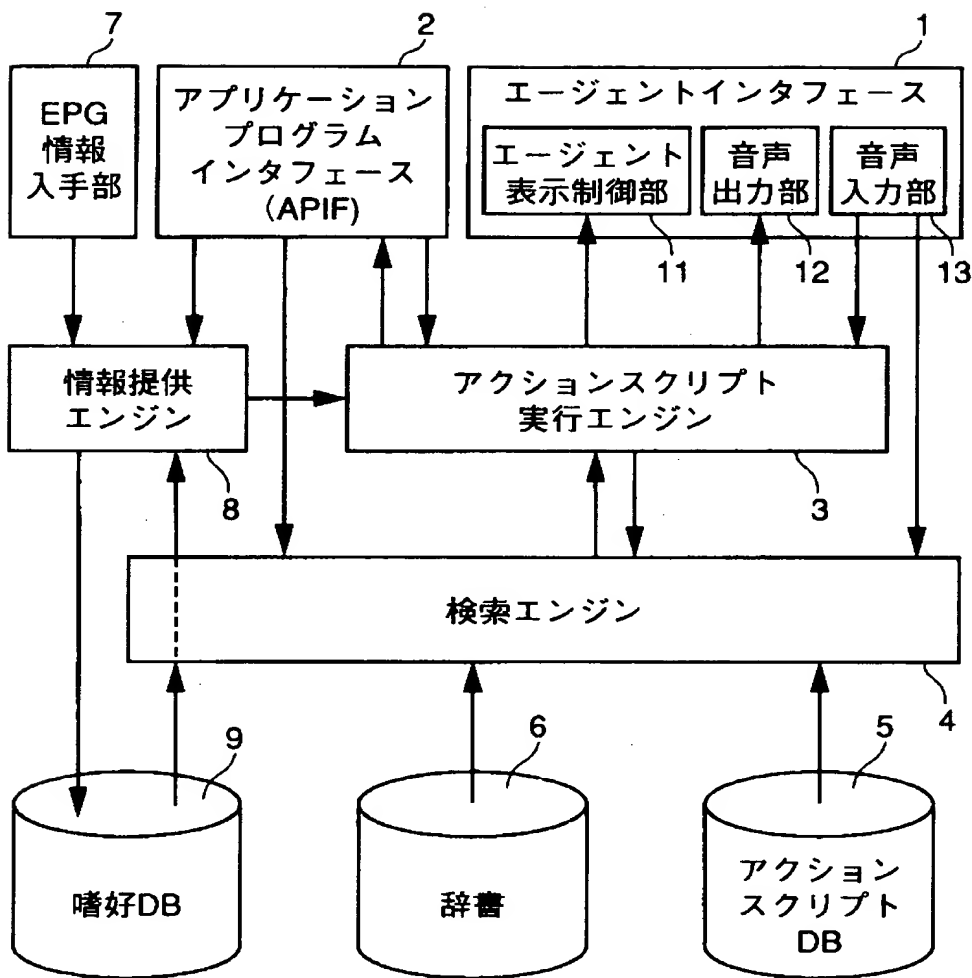 7
2
1
EPG
情報
入手部
アプリケーション
プログラム
インタフェース
(APIF)
エージェントインタフェース
エージェント
表示制御部
音声
出力部
音声
入力部
11
12
13
情報提供
エンジン
アクションスクリプト
実行エンジン
8
3
検索エンジン
4
9
6
5
嗜好DB
辞書
アクション
スクリプト
DB